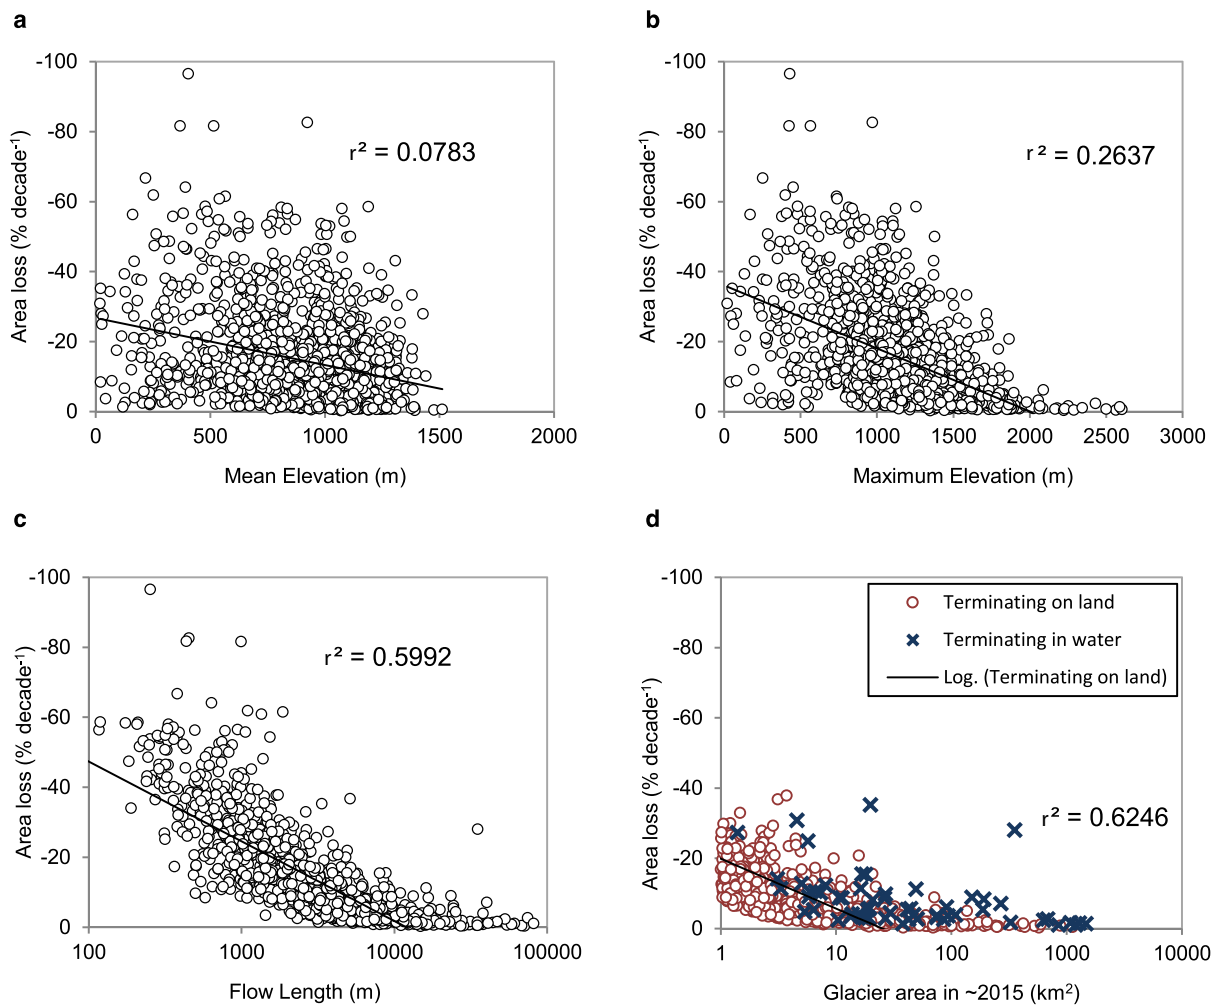 a
-100
-80
-60
-40
-20
0
Area loss (% decade⁻¹)
r² = 0.0783
0 500 1000 1500 2000
Mean Elevation (m)
b
-100
-80
-60
-40
-20
0
Area loss (% decade⁻¹)
r² = 0.2637
0 500 1000 1500 2000 2500 3000
Maximum Elevation (m)
c
-100
-80
-60
-40
-20
0
Area loss (% decade⁻¹)
r² = 0.5992
100 1000 10000 100000
Flow Length (m)
d
-100
-80
-60
-40
-20
0
Area loss (% decade⁻¹)
Terminating on land
Terminating in water
Log. (Terminating on land)
r² = 0.6246
1 10 100 1000 10000
Glacier area in ~2015 (km²)